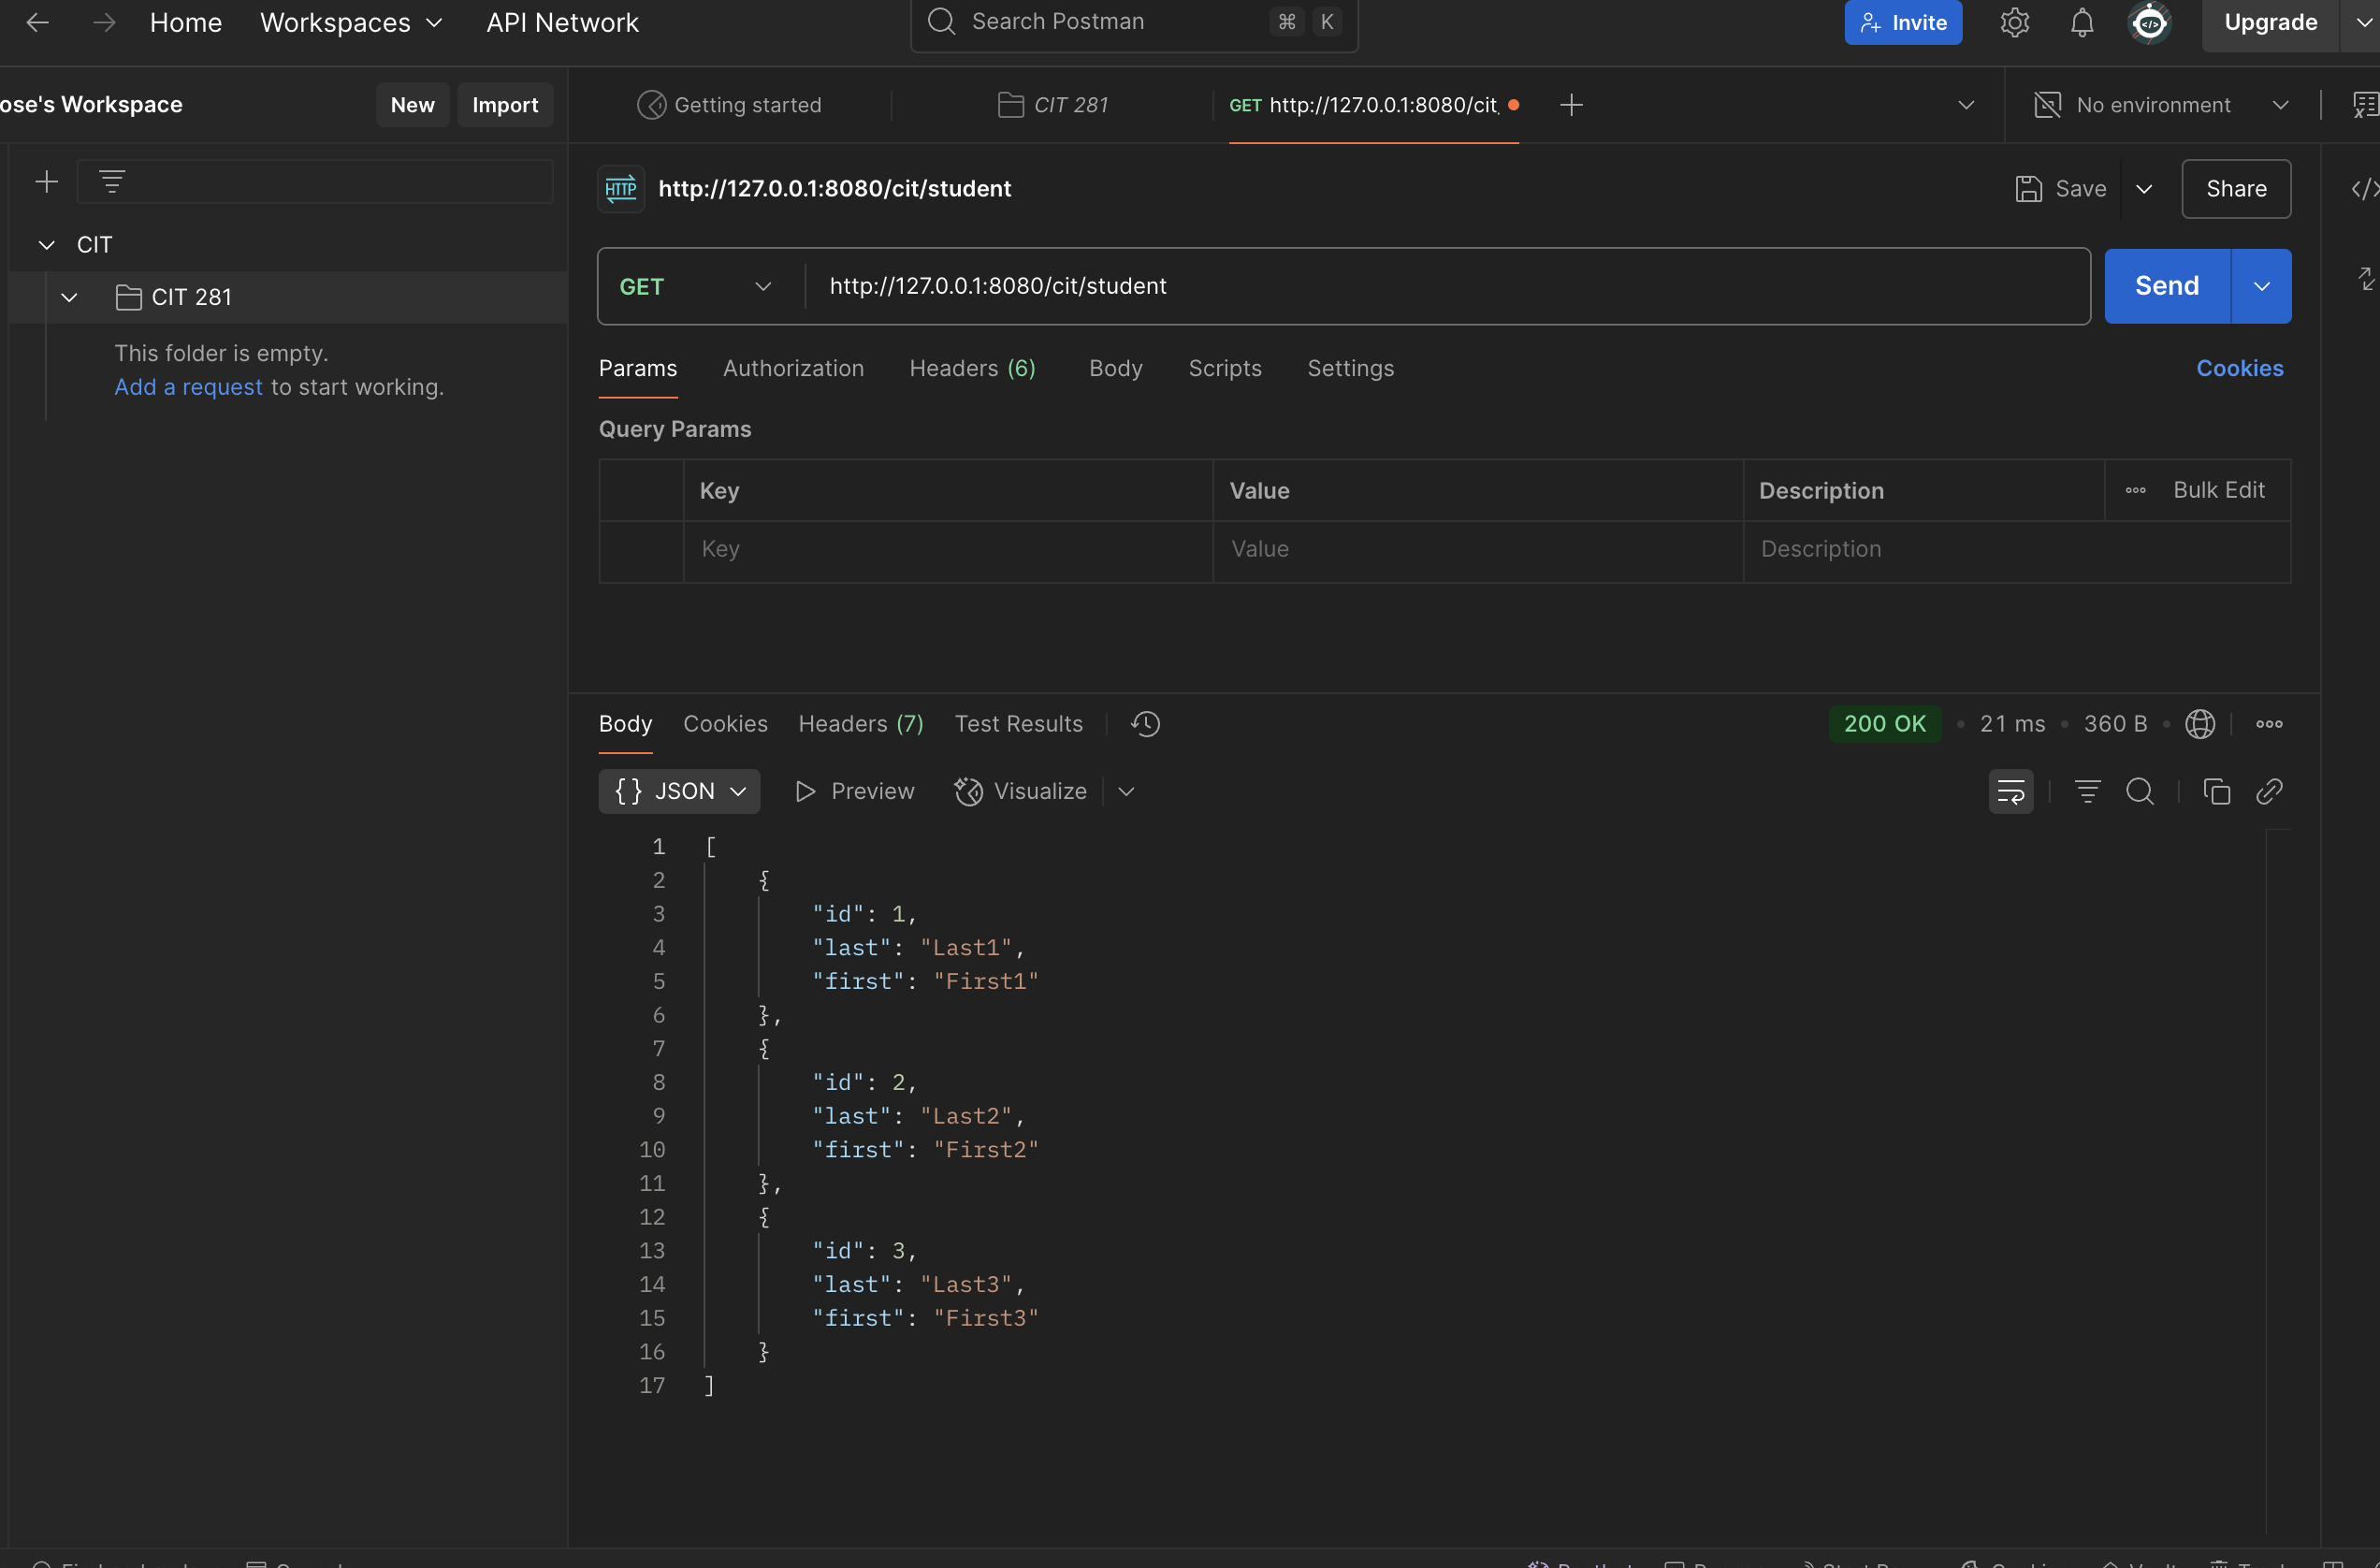 Home Workspaces API Network Search Postman ⌘ K Invite Upgrade
ose's Workspace New Import Getting started CIT 281 GET http://127.0.0.1:8080/cit No environment
HTTP http://127.0.0.1:8080/cit/student Save Share
CIT
CIT 281
This folder is empty.
Add a request to start working.
GET http://127.0.0.1:8080/cit/student Send
Params Authorization Headers (6) Body Scripts Settings Cookies
Query Params
Key Value Description Bulk Edit
Key Value Description
Body Cookies Headers (7) Test Results 200 OK • 21 ms • 360 B •
{} JSON Preview Visualize
1 [
2 {
3 "id": 1,
4 "last": "Last1",
5 "first": "First1"
6 },
7 {
8 "id": 2,
9 "last": "Last2",
10 "first": "First2"
11 },
12 {
13 "id": 3,
14 "last": "Last3",
15 "first": "First3"
16 }
17 ]